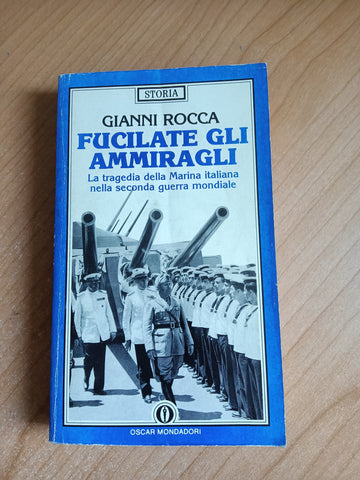 STORIA
GIANNI ROCCA
FUCILATE GLI
AMMIRAGLI
La tragedia della Marina italiana
nella seconda guerra mondiale
OSCAR MONDADORI